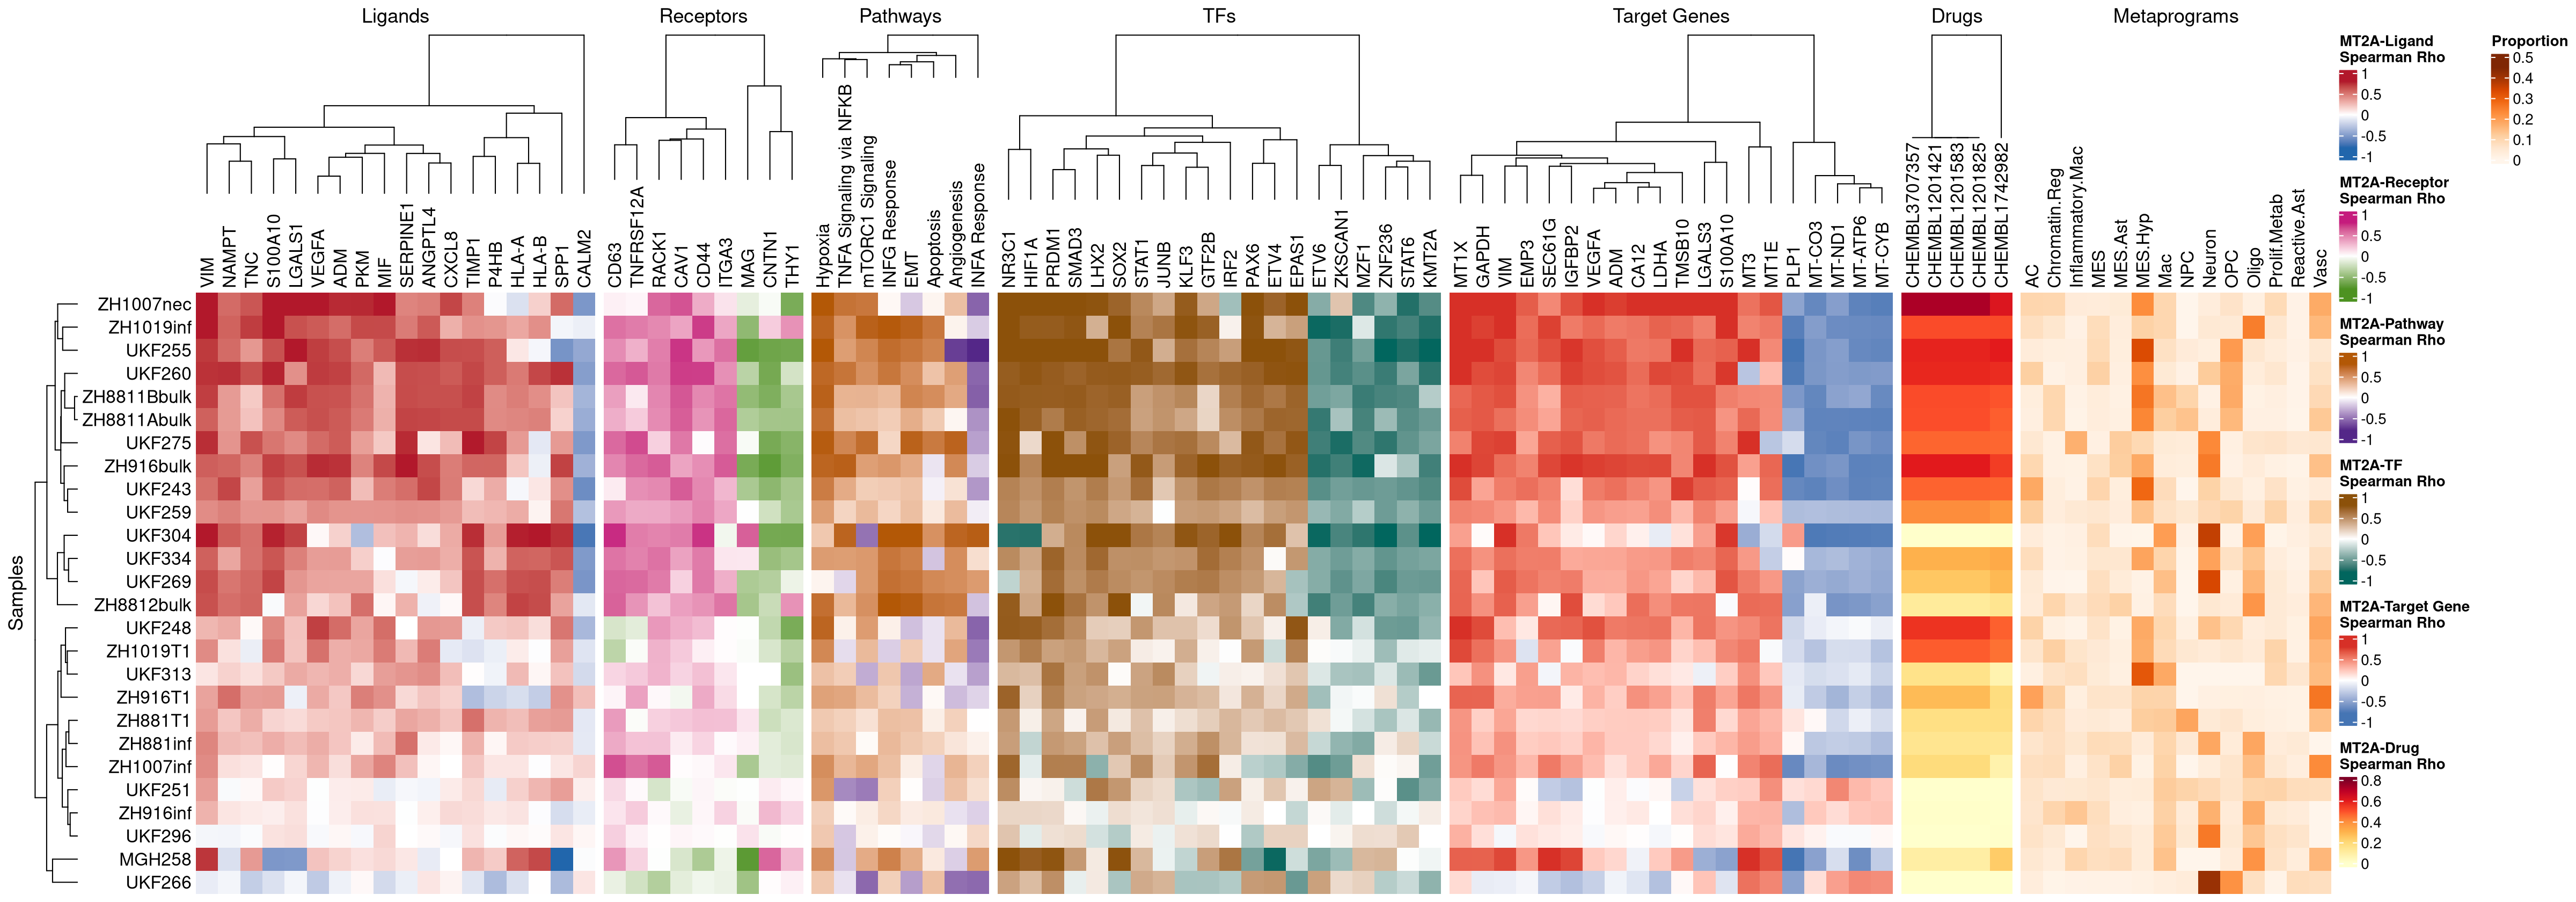 Ligands
Receptors
Pathways
TFs
Target Genes
Drugs
Metaprograms
VIM
NAMPT
TNC
S100A10
LGALS1
VEGFA
ADM
PKM
MIF
SERPINE1
ANGPTL4
CXCL8
TIMP1
P4HB
HLA-A
HLA-B
SPP1
CALM2
CD63
TNFRSF12A
RACK1
CAV1
CD44
ITGA3
MAG
CNTN1
THY1
Hypoxia
TNFA Signaling via NFKB
mTORC1 Signaling
INFG Response
EMT
Apoptosis
Angiogenesis
INFA Response
NR3C1
HIF1A
PRDM1
SMAD3
LHX2
SOX2
STAT1
JUNB
KLF3
GTF2B
IRF2
PAX6
ETV4
EPAS1
ETV6
ZKSCAN1
MZF1
ZNF236
STAT6
KMT2A
MT1X
GAPDH
VIM
EMP3
SEC61G
IGFBP2
VEGFA
ADM
CA12
LDHA
TMSB10
LGALS3
S100A10
MT3
MT1E
PLP1
MT-CO3
MT-ND1
MT-ATP6
MT-CYB
CHEMBL3707357
CHEMBL1201421
CHEMBL1201583
CHEMBL1201825
CHEMBL1742982
AC
Chromatin.Reg
Inflammatory.Mac
MES
MES.Ast
MES.Hyp
Mac
NPC
Neuron
OPC
Oligo
Prolif.Metab
Reactive.Ast
Vasc
Samples
ZH1007nec
ZH1019inf
UKF255
UKF260
ZH8811Bbulk
ZH8811Abulk
UKF275
ZH916bulk
UKF243
UKF259
UKF304
UKF334
UKF269
ZH8812bulk
UKF248
ZH1019T1
UKF313
ZH916T1
ZH881T1
ZH881inf
ZH1007inf
UKF251
ZH916inf
UKF296
MGH258
UKF266
MT2A-Ligand
Spearman Rho
1
0.5
0
-0.5
-1
MT2A-Receptor
Spearman Rho
1
0.5
0
-0.5
-1
MT2A-Pathway
Spearman Rho
1
0.5
0
-0.5
-1
MT2A-TF
Spearman Rho
1
0.5
0
-0.5
-1
MT2A-Target Gene
Spearman Rho
1
0.5
0
-0.5
-1
MT2A-Drug
Spearman Rho
0.8
0.6
0.4
0.2
0
Proportion
0.5
0.4
0.3
0.2
0.1
0